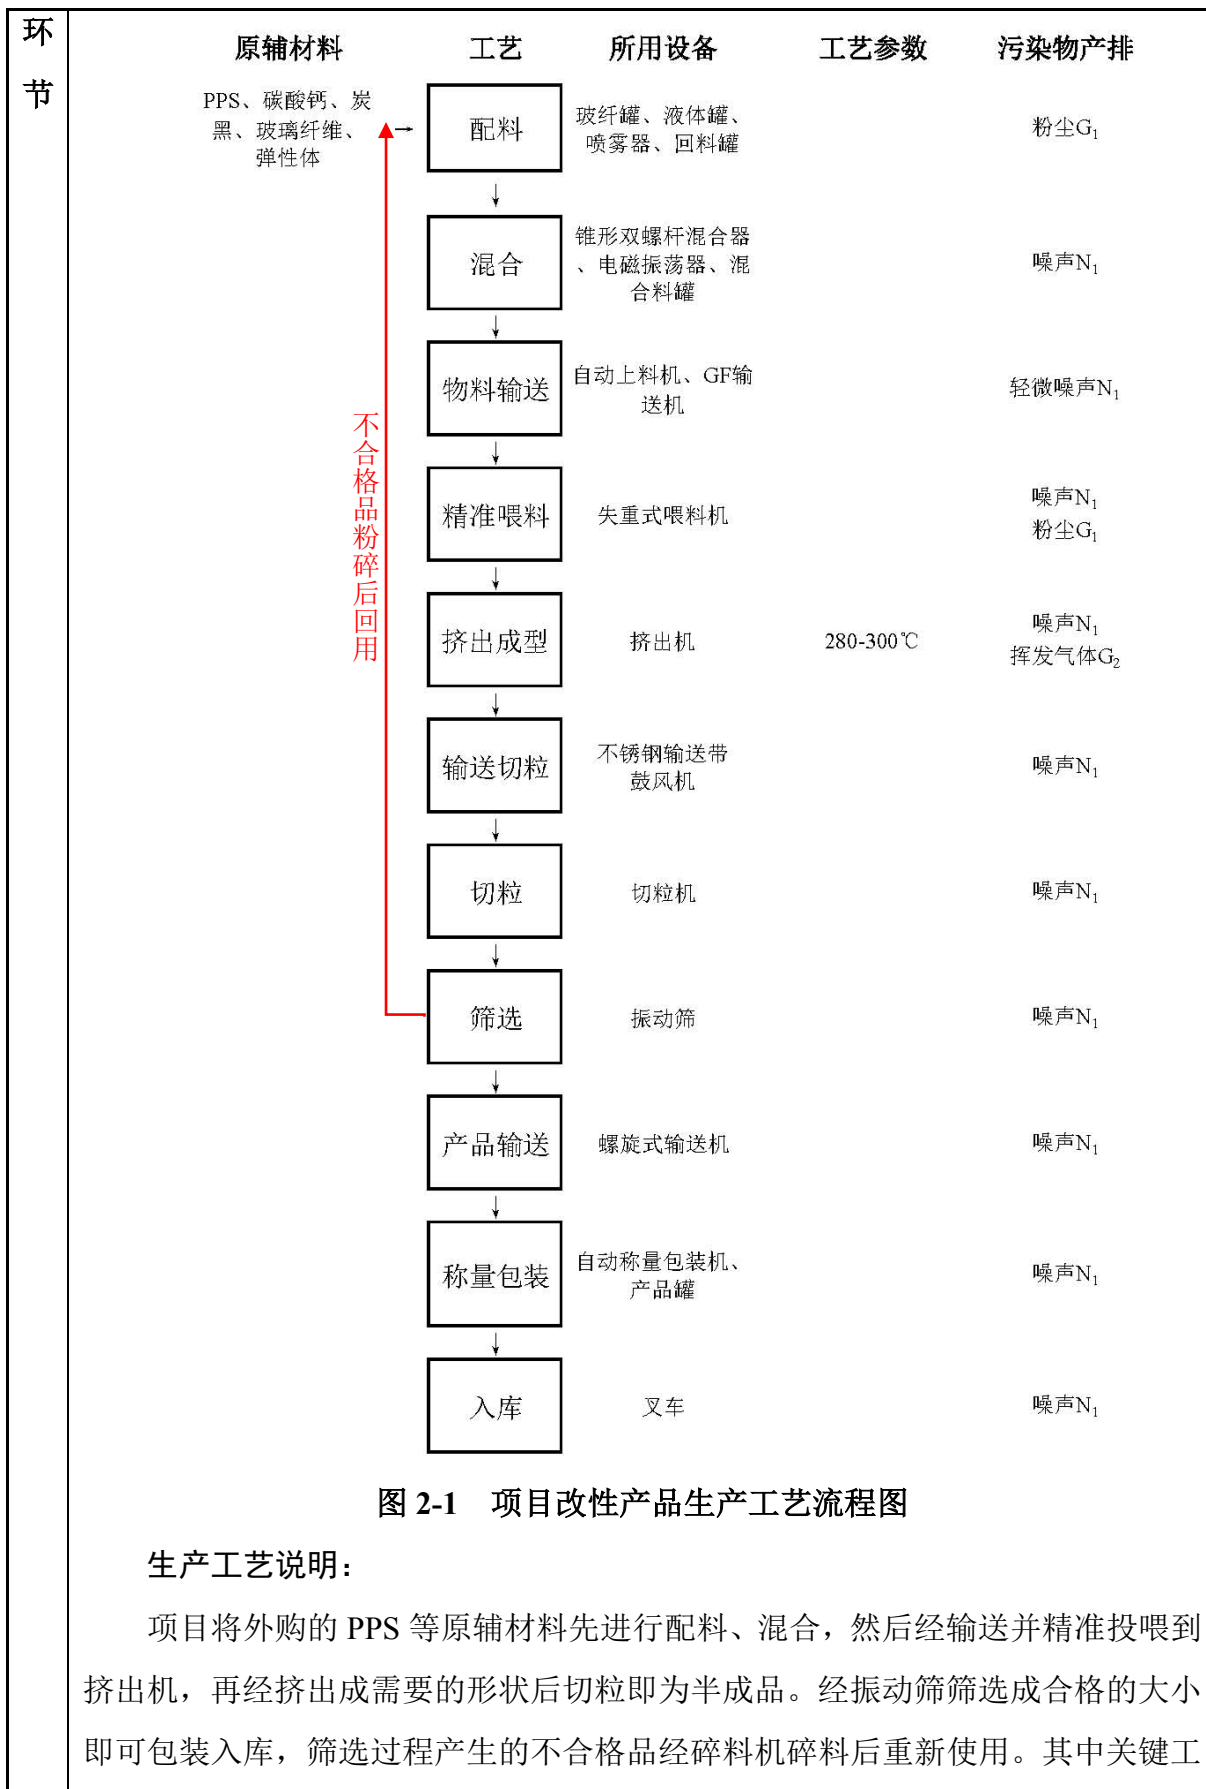 环
节
原辅材料 工艺 所用设备 工艺参数 污染物产排
PPS、碳酸钙、炭
黑、玻璃纤维、
弹性体
配料
玻纤罐、液体罐、
喷雾器、回料罐
粉尘G₁
混合
锥形双螺杆混合器
、电磁振荡器、混
合料罐
噪声N₁
物料输送
自动上料机、GF输
送机
轻微噪声N₁
不合格品粉碎后回用
精准喂料
失重式喂料机
噪声N₁
粉尘G₁
挤出成型
挤出机
280-300℃
噪声N₁
挥发气体G₂
输送切粒
不锈钢输送带
鼓风机
噪声N₁
切粒
切粒机
噪声N₁
筛选
振动筛
噪声N₁
产品输送
螺旋式输送机
噪声N₁
称量包装
自动称量包装机、
产品罐
噪声N₁
入库
叉车
噪声N₁
图 2-1 项目改性产品生产工艺流程图
生产工艺说明：
项目将外购的 PPS 等原辅材料先进行配料、混合，然后经输送并精准投喂到
挤出机，再经挤出成需要的形状后切粒即为半成品。经振动筛筛选成合格的大小
即可包装入库，筛选过程产生的不合格品经碎料机碎料后重新使用。其中关键工